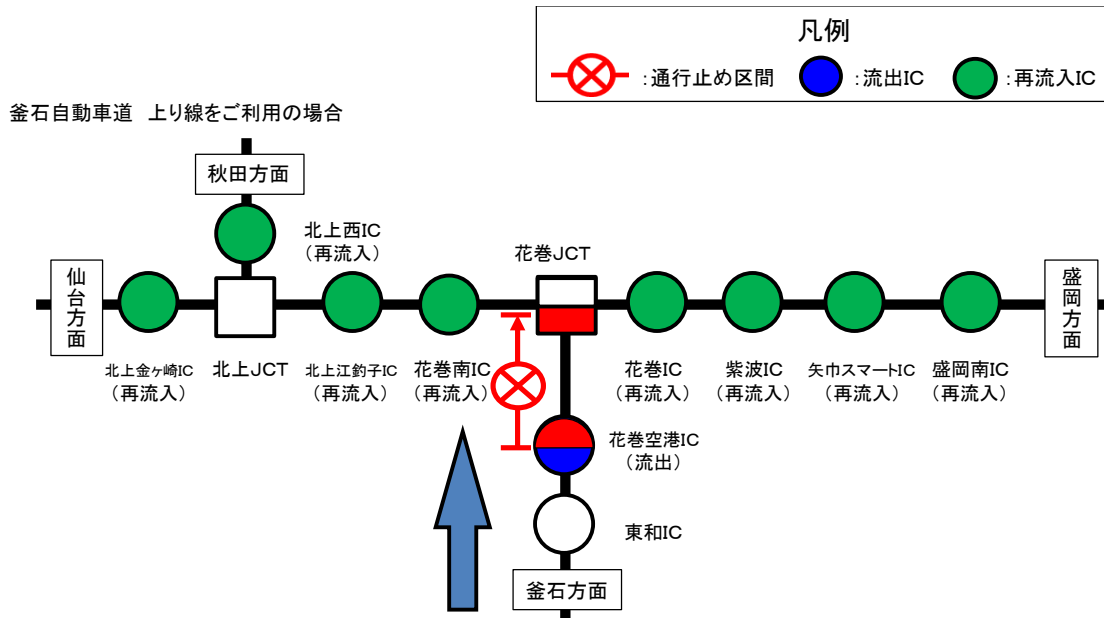 凡例
:通行止め区間
:流出IC
:再流入IC
釜石自動車道 上り線をご利用の場合
秋田方面
北上西IC
(再流入)
花巻JCT
仙台方面
盛岡方面
北上金ヶ崎IC
(再流入)
北上JCT
北上江釣子IC
(再流入)
花巻南IC
(再流入)
花巻IC
(再流入)
紫波IC
(再流入)
矢巾スマートIC
(再流入)
盛岡南IC
(再流入)
花巻空港IC
(流出)
東和IC
釜石方面